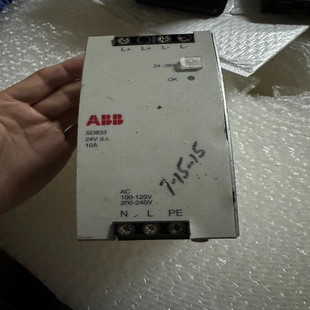 L+ L+ L- L-
24-28V
OK
ABB
SD833
24V d.c.
10A
AC
100-120V
200-240V
7-15-15
N L PE